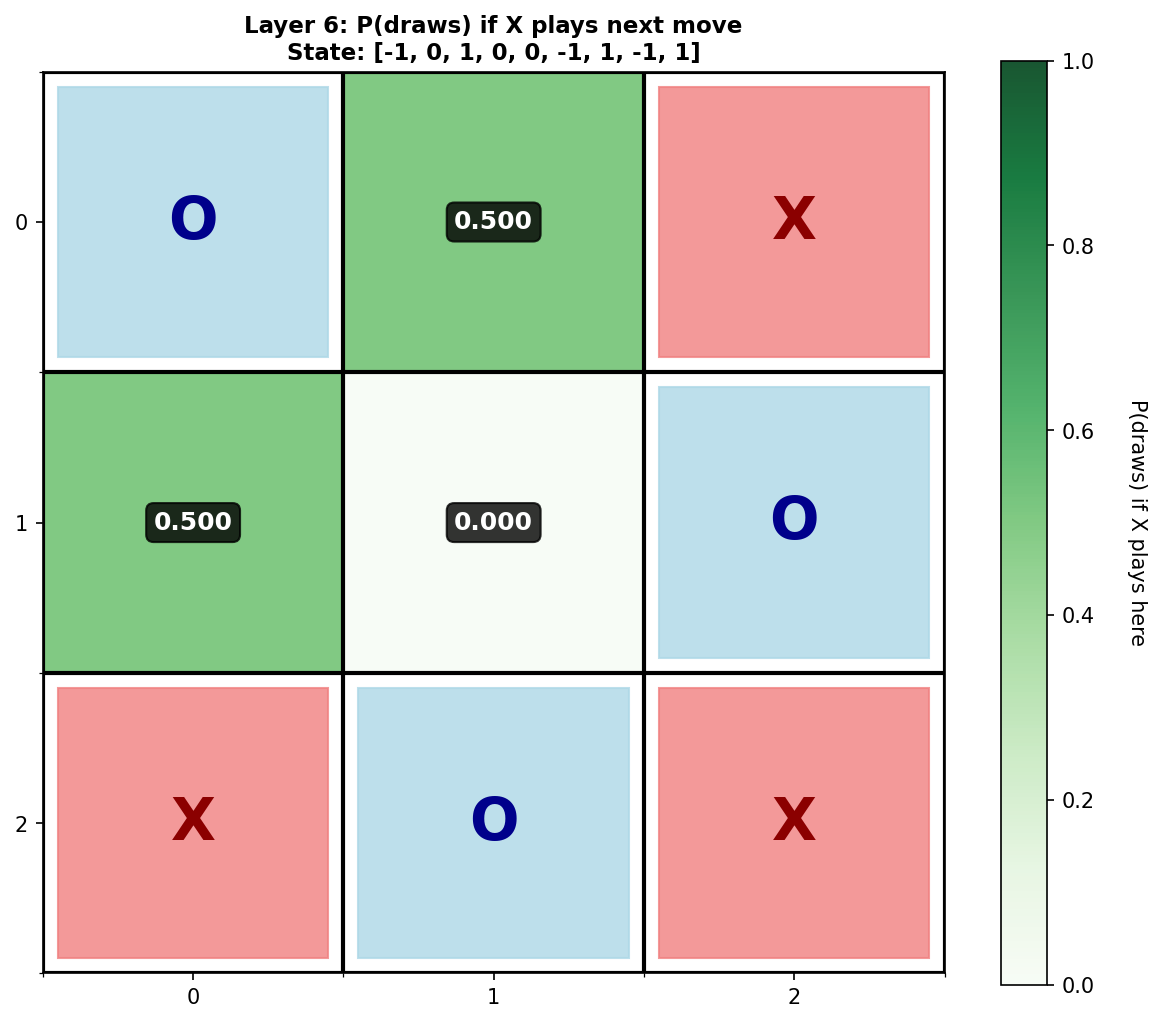 Layer 6: P(draws) if X plays next move
State: [-1, 0, 1, 0, 0, -1, 1, -1, 1]
O
0.500
X
0
0.500
0.000
O
1
X
O
X
2
0
1
2
1.0
0.8
0.6
0.4
0.2
0.0
P(draws) if X plays here